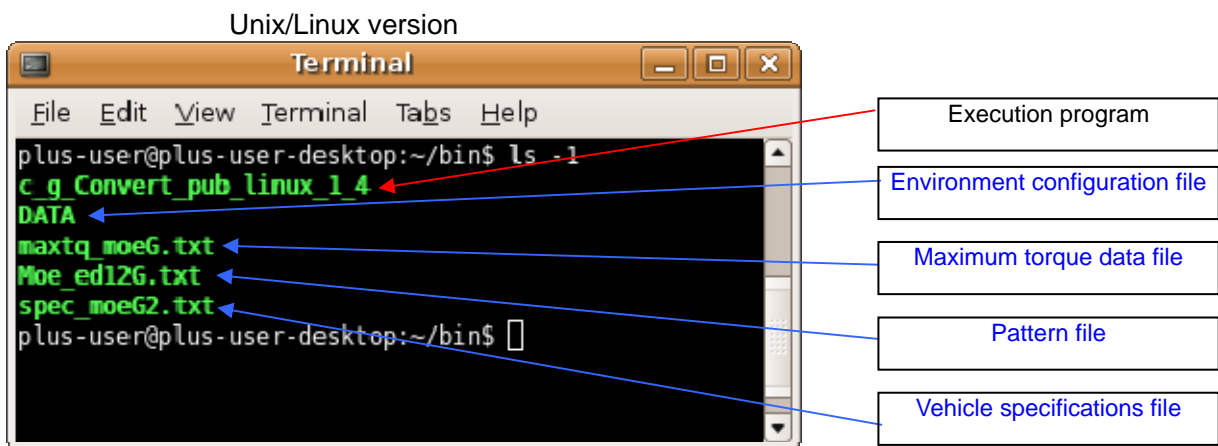 Unix/Linux version
Terminal
File Edit View Terminal Tabs Help
plus-user@plus-user-desktop:~/bin$ ls -1
c_g_Convert_pub_linux_1_4
DATA
maxtq_moeG.txt
Moe_ed12G.txt
spec_moeG2.txt
plus-user@plus-user-desktop:~/bin$
Execution program
Environment configuration file
Maximum torque data file
Pattern file
Vehicle specifications file